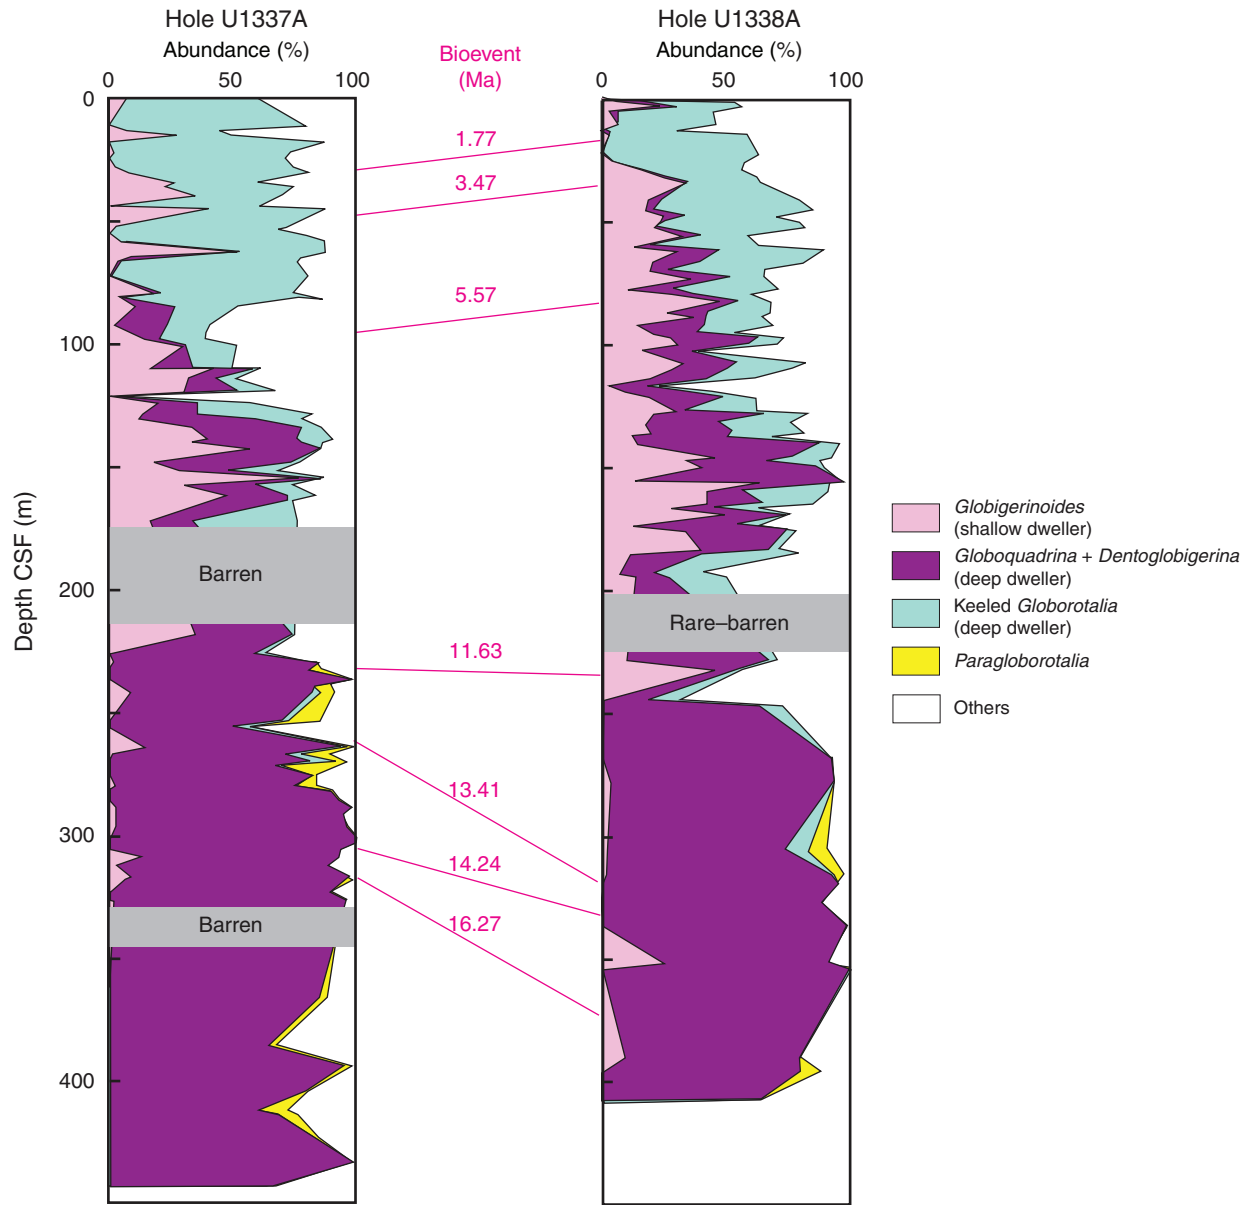 Hole U1337A
Abundance (%)
0 50 100
Bioevent
(Ma)
Hole U1338A
Abundance (%)
0 50 100
0
100
200
300
400
Depth CSF (m)
1.77
3.47
5.57
11.63
13.41
14.24
16.27
Barren
Barren
Rare–barren
Globigerinoides
(shallow dweller)
Globoquadrina + Dentoglobigerina
(deep dweller)
Keeled Globorotalia
(deep dweller)
Paragloborotalia
Others